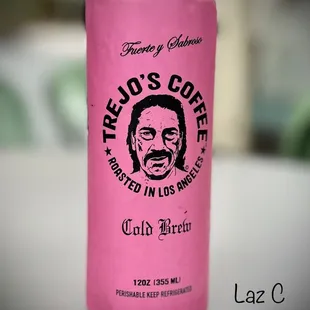 Fuerte y Sabroso
TREJO'S COFFEE
ROASTED IN LOS ANGELES
Cold Brew
12OZ (355 ML)
PERISHABLE KEEP REFRIGERATED
Laz C